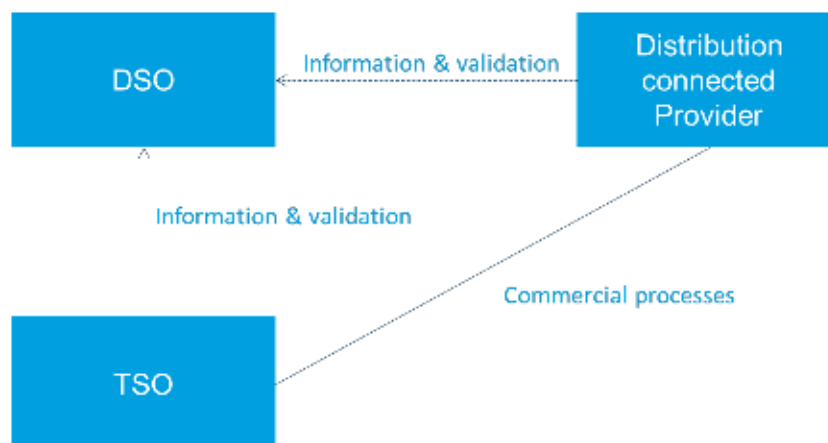 DSO
Information & validation
Distribution
connected
Provider
Information & validation
Commercial processes
TSO